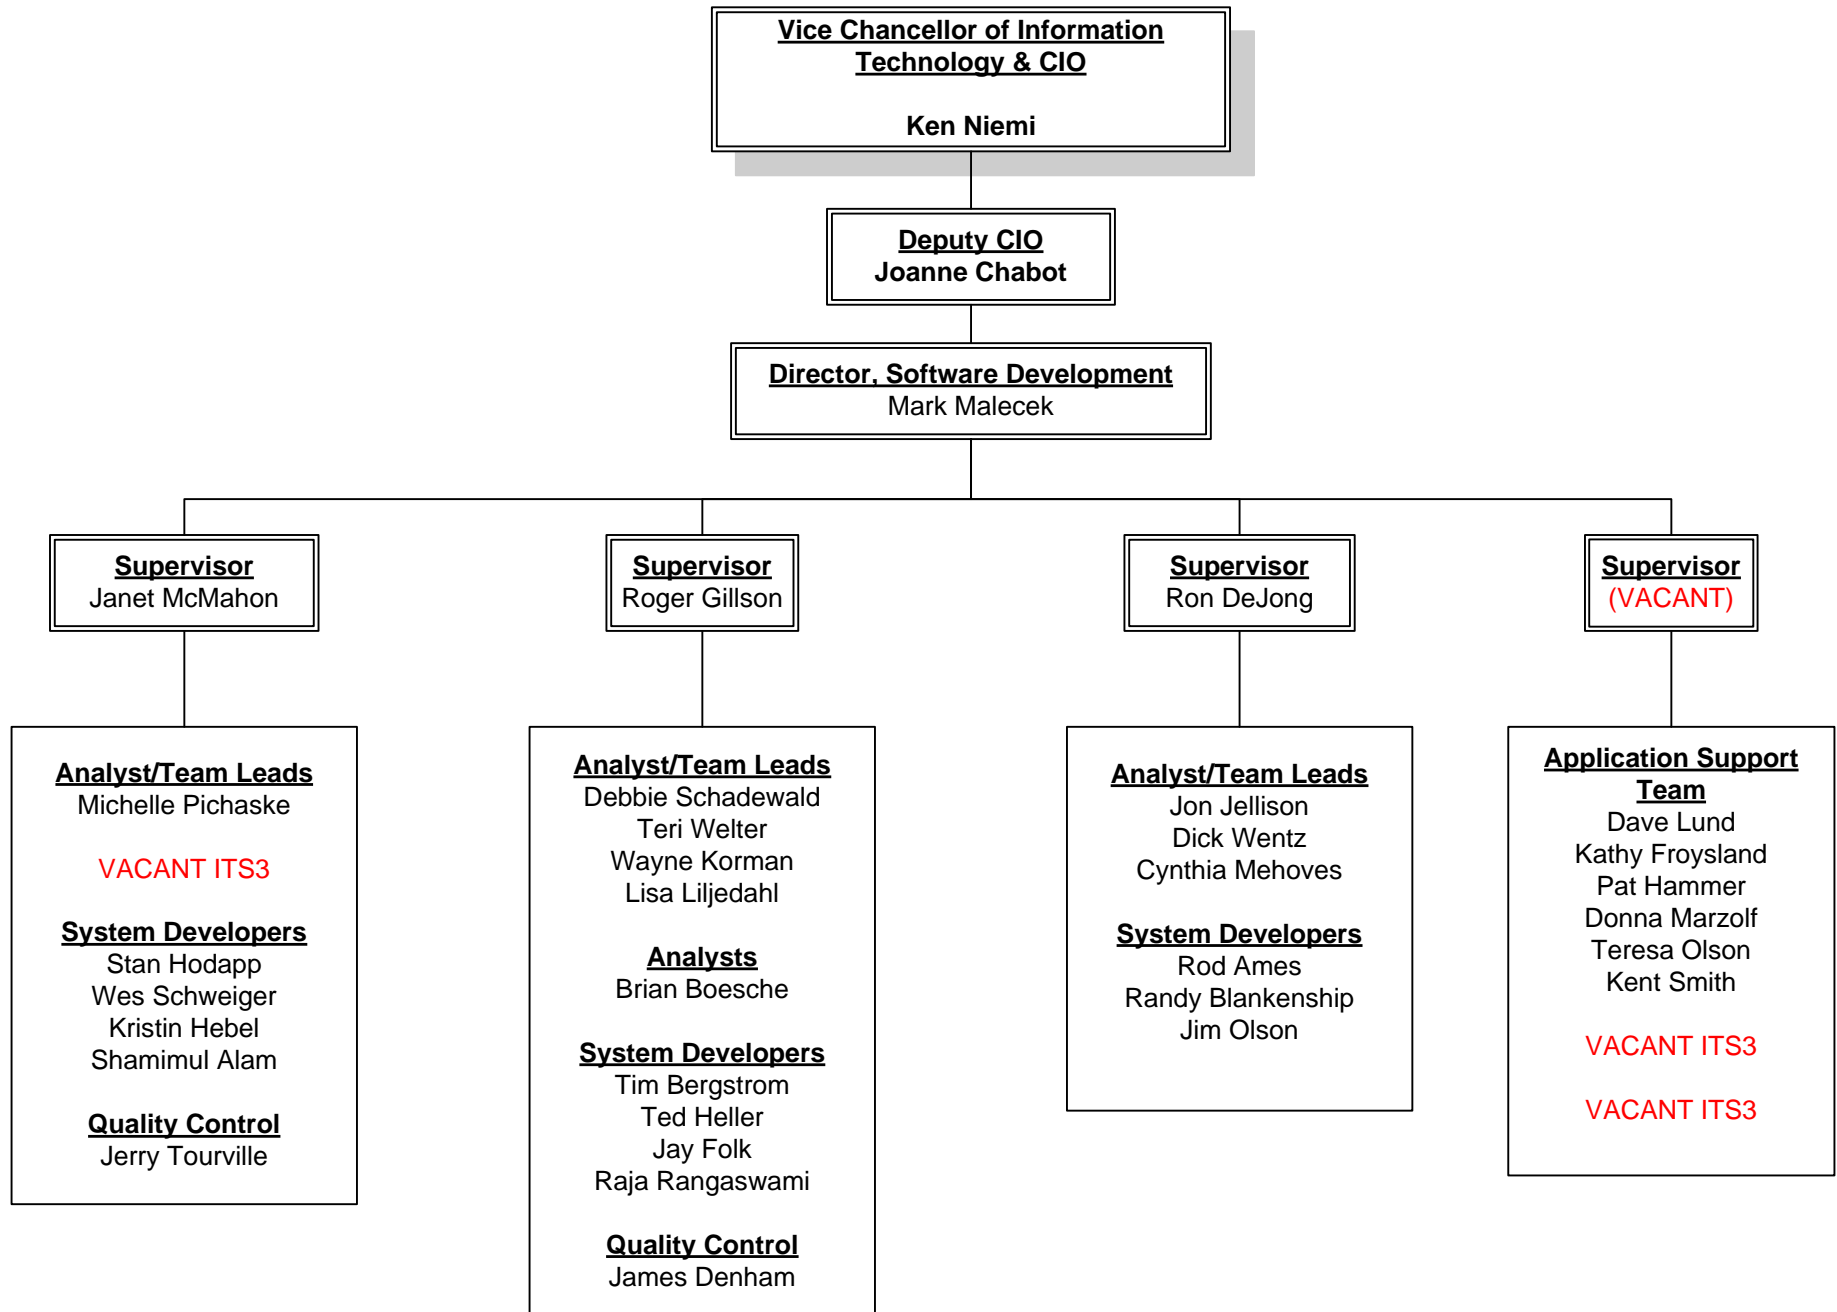 Vice Chancellor of Information
Technology & CIO
Ken Niemi
Deputy CIO
Joanne Chabot
Director, Software Development
Mark Malecek
Supervisor
Janet McMahon
Supervisor
Roger Gillson
Supervisor
Ron DeJong
Supervisor
(VACANT)
Analyst/Team Leads
Michelle Pichaske
VACANT ITS3
System Developers
Stan Hodapp
Wes Schweiger
Kristin Hebel
Shamimul Alam
Quality Control
Jerry Tourville
Analyst/Team Leads
Debbie Schadewald
Teri Welter
Wayne Korman
Lisa Liljedahl
Analysts
Brian Boesche
System Developers
Tim Bergstrom
Ted Heller
Jay Folk
Raja Rangaswami
Quality Control
James Denham
Analyst/Team Leads
Jon Jellison
Dick Wentz
Cynthia Mehoves
System Developers
Rod Ames
Randy Blankenship
Jim Olson
Application Support
Team
Dave Lund
Kathy Froysland
Pat Hammer
Donna Marzolf
Teresa Olson
Kent Smith
VACANT ITS3
VACANT ITS3